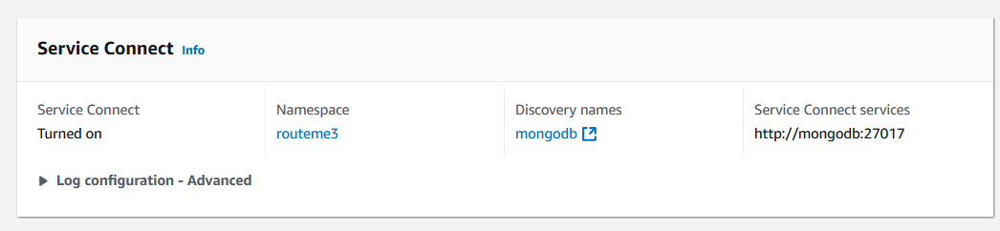 Service Connect Info
Service Connect
Turned on
Namespace
routeme3
Discovery names
mongodb
Service Connect services
http://mongodb:27017
Log configuration - Advanced